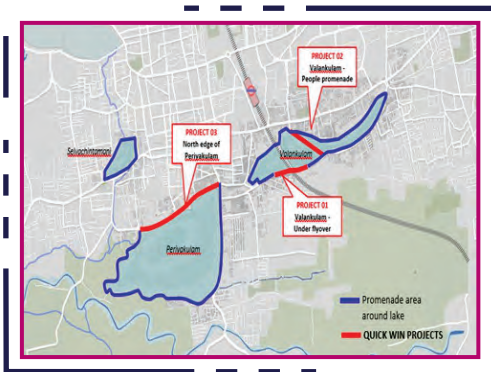 PROJECT 02
Valankulam -
People promenade
PROJECT 03
North edge of
Periyakulam
Selvachintamani
Valankulam
PROJECT 01
Valankulam -
Under flyover
Periyakulam
Promenade area
around lake
QUICK WIN PROJECTS